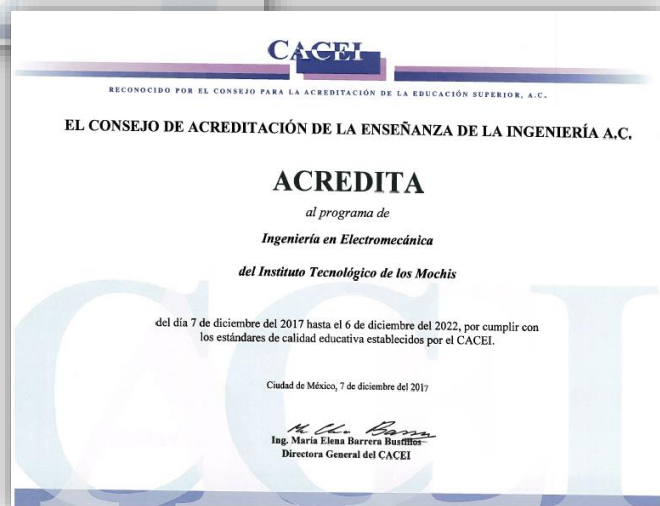 CACEI
RECONOCIDO POR EL CONSEJO PARA LA ACREDITACIÓN DE LA EDUCACIÓN SUPERIOR, A.C.
EL CONSEJO DE ACREDITACIÓN DE LA ENSEÑANZA DE LA INGENIERÍA A.C.
ACREDITA
al programa de
Ingeniería en Electromecánica
del Instituto Tecnológico de los Mochis
del día 7 de diciembre del 2017 hasta el 6 de diciembre del 2022, por cumplir con
los estándares de calidad educativa establecidos por el CACEI.
Ciudad de México, 7 de diciembre del 2017
Ing. María Elena Barrera Bustillos
Directora General del CACEI